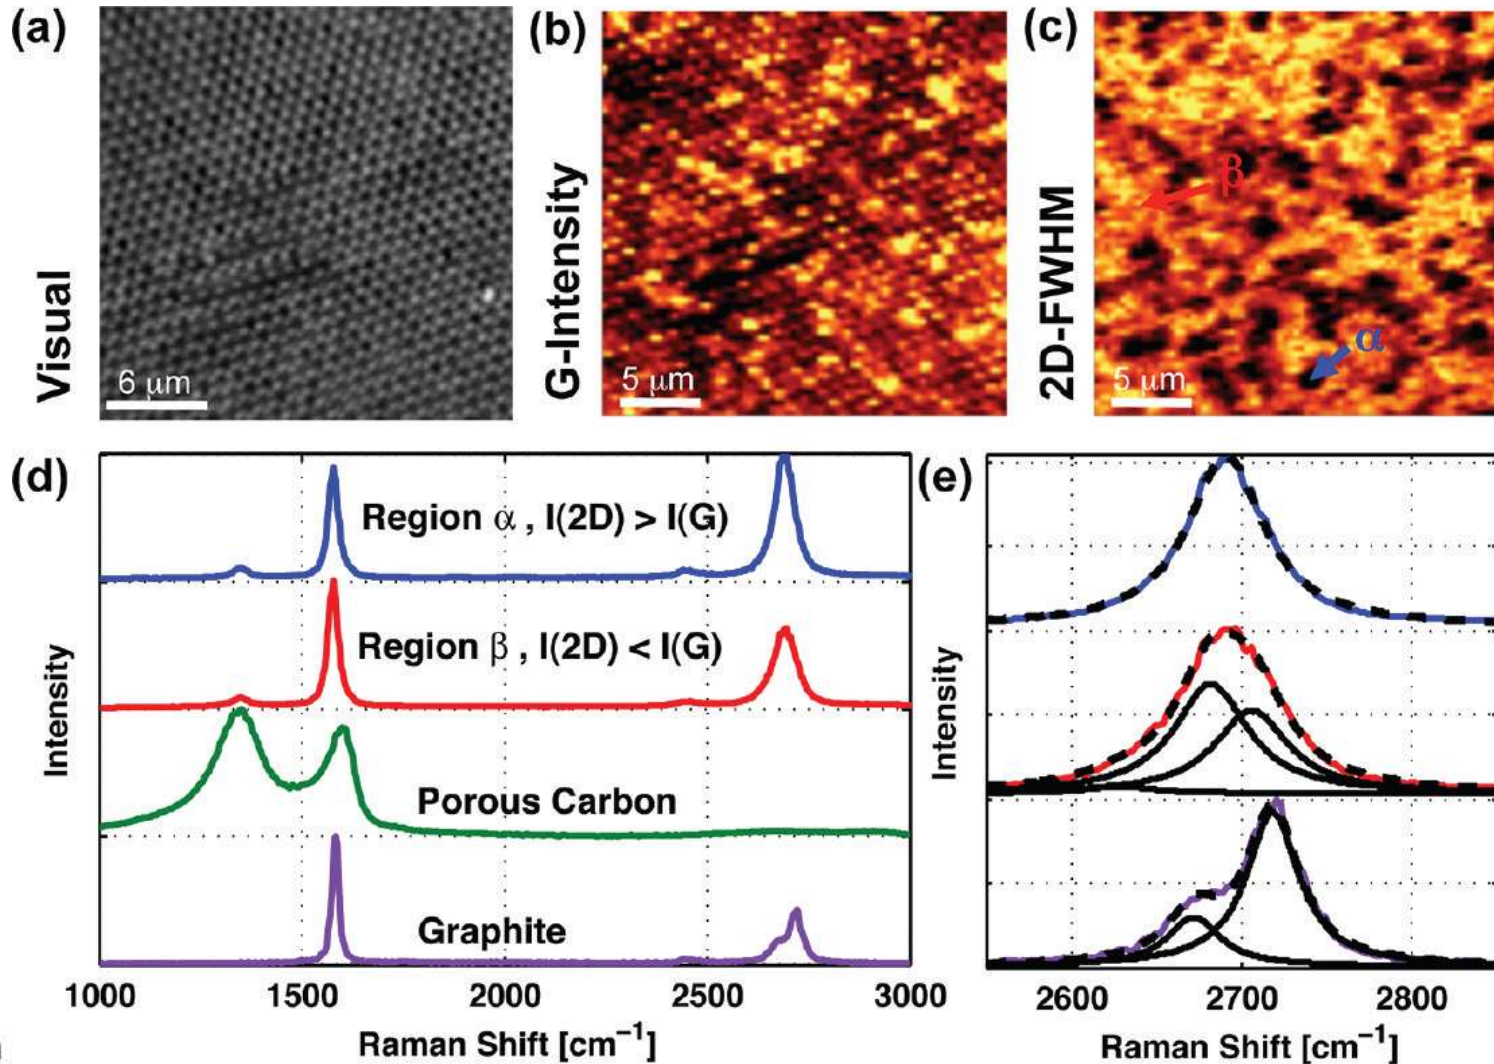 (a)
Visual
6 μm
(b)
G-Intensity
5 μm
(c)
2D-FWHM
β
α
5 μm
(d)
Intensity
Region α , I(2D) > I(G)
Region β , I(2D) < I(G)
Porous Carbon
Graphite
1000 1500 2000 2500 3000
Raman Shift [cm⁻¹]
(e)
Intensity
2600 2700 2800
Raman Shift [cm⁻¹]